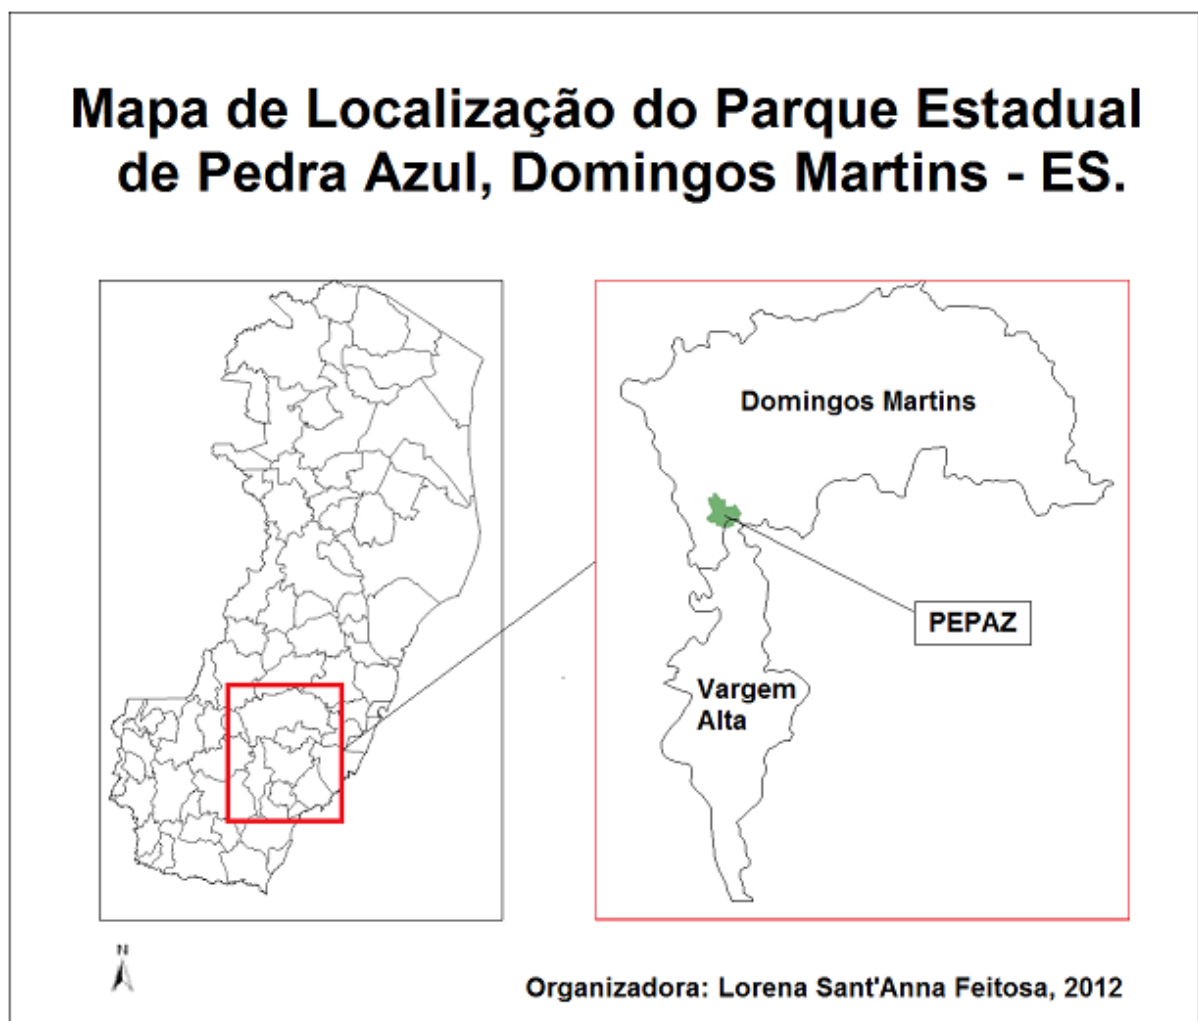 Mapa de Localização do Parque Estadual
de Pedra Azul, Domingos Martins - ES.
Domingos Martins
PEPAZ
Vargem
Alta
N
Organizadora: Lorena Sant'Anna Feitosa, 2012